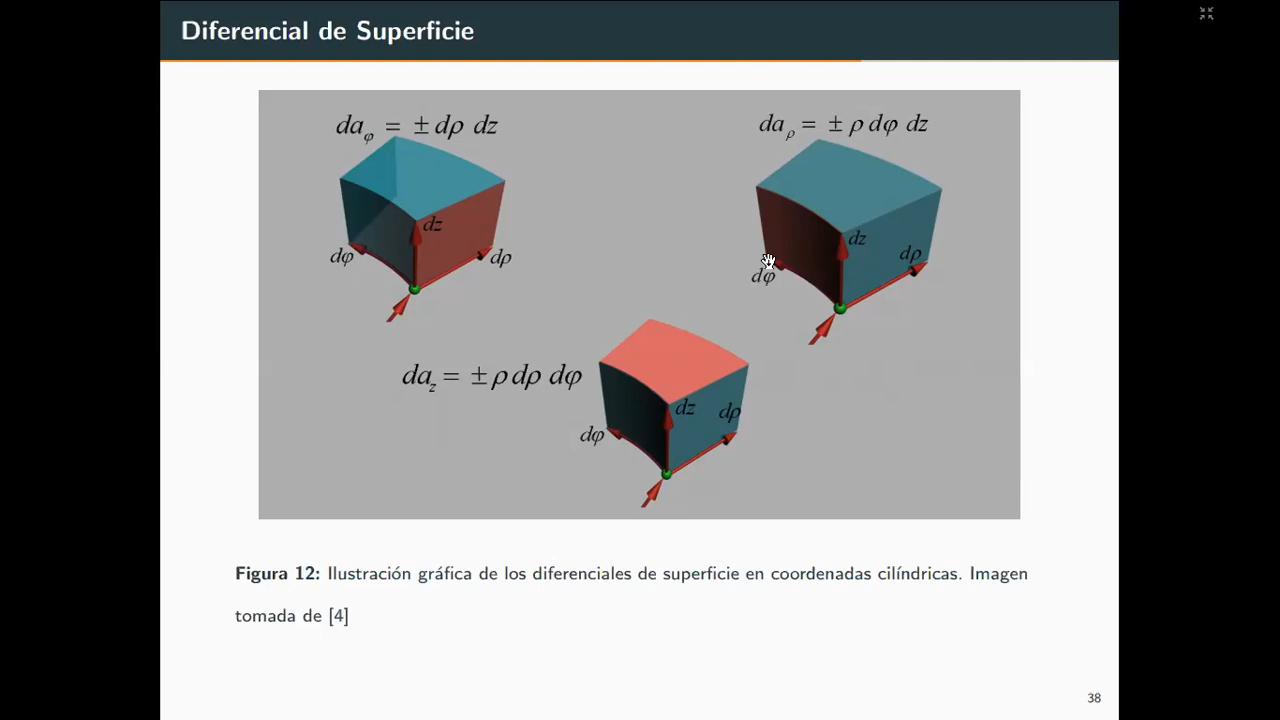 Diferencial de Superficie
da_φ = ± dρ dz
da_ρ = ± ρ dφ dz
dz
dφ
dρ
dz
dρ
dφ
da_z = ± ρ dρ dφ
dz
dρ
dφ
Figura 12: Ilustración gráfica de los diferenciales de superficie en coordenadas cilíndricas. Imagen
tomada de [4]
38